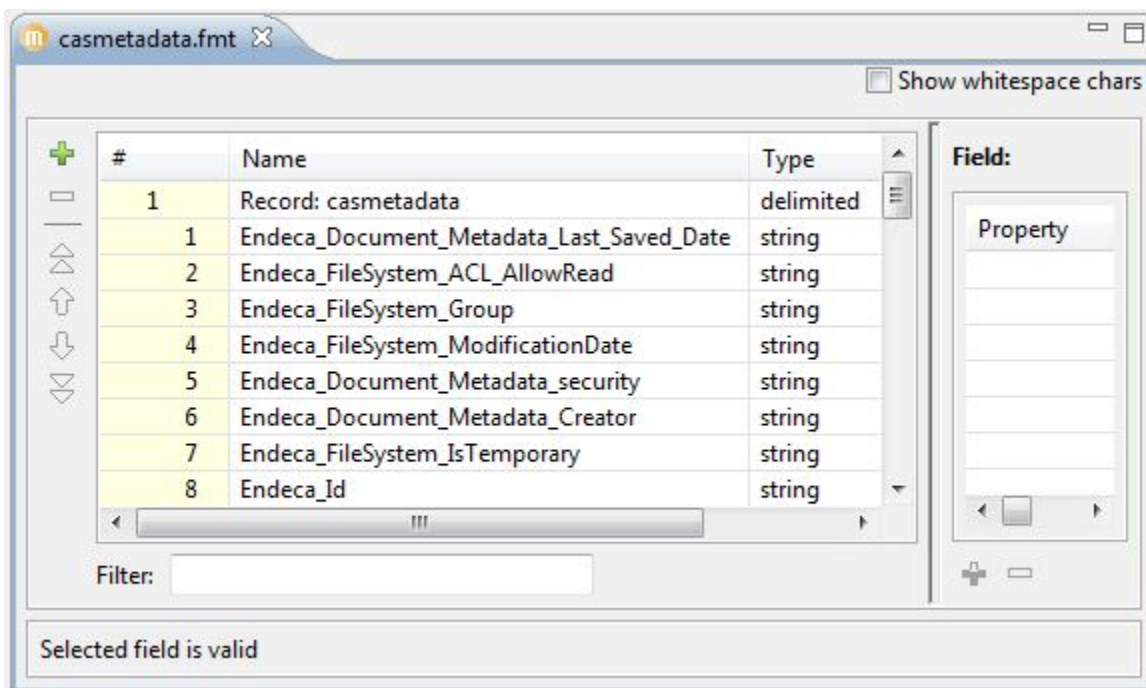 casmetadata.fmt
Show whitespace chars
# Name Type
1 Record: casmetadata delimited
1 Endeca_Document_Metadata_Last_Saved_Date string
2 Endeca_FileSystem_ACL_AllowRead string
3 Endeca_FileSystem_Group string
4 Endeca_FileSystem_ModificationDate string
5 Endeca_Document_Metadata_security string
6 Endeca_Document_Metadata_Creator string
7 Endeca_FileSystem_IsTemporary string
8 Endeca_Id string
Filter:
Field:
Property
Selected field is valid